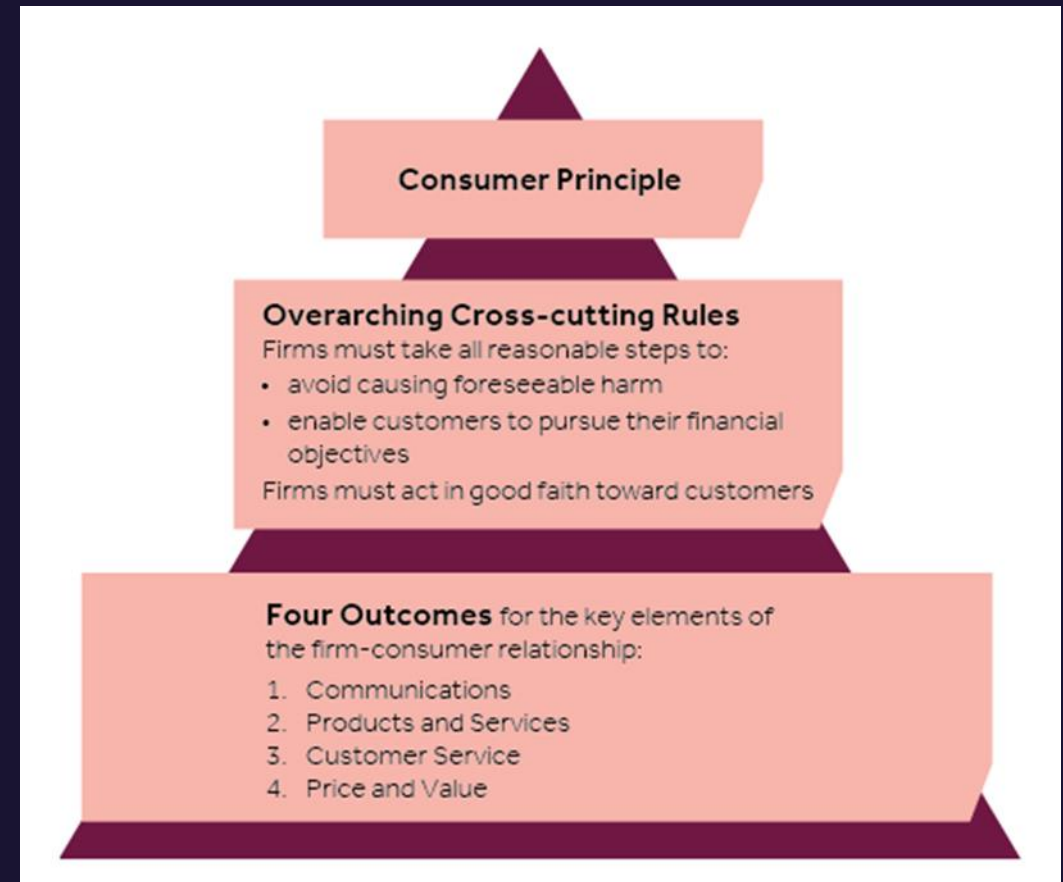 Consumer Principle
Overarching Cross-cutting Rules
Firms must take all reasonable steps to:
• avoid causing foreseeable harm
• enable customers to pursue their financial
objectives
Firms must act in good faith toward customers
Four Outcomes for the key elements of
the firm-consumer relationship:
1. Communications
2. Products and Services
3. Customer Service
4. Price and Value